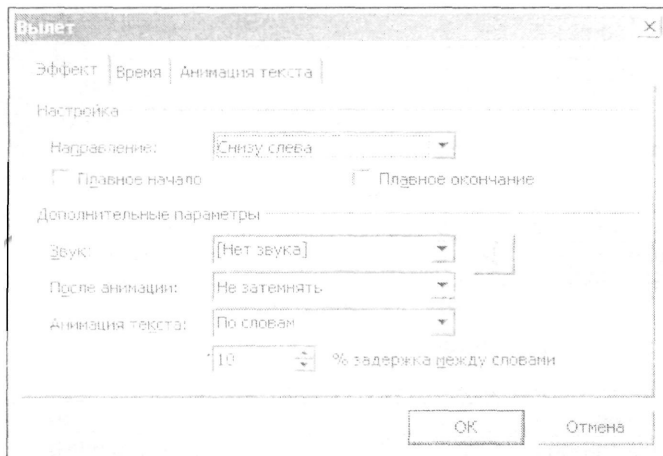 Вылет
Эффект Время Анимация текста
Настройка
Направление: Снизу слева
Плавное начало Плавное окончание
Дополнительные параметры
Звук: [Нет звука]
После анимации: Не затемнять
Анимация текста: По словам
10 % задержка между словами
ОК Отмена